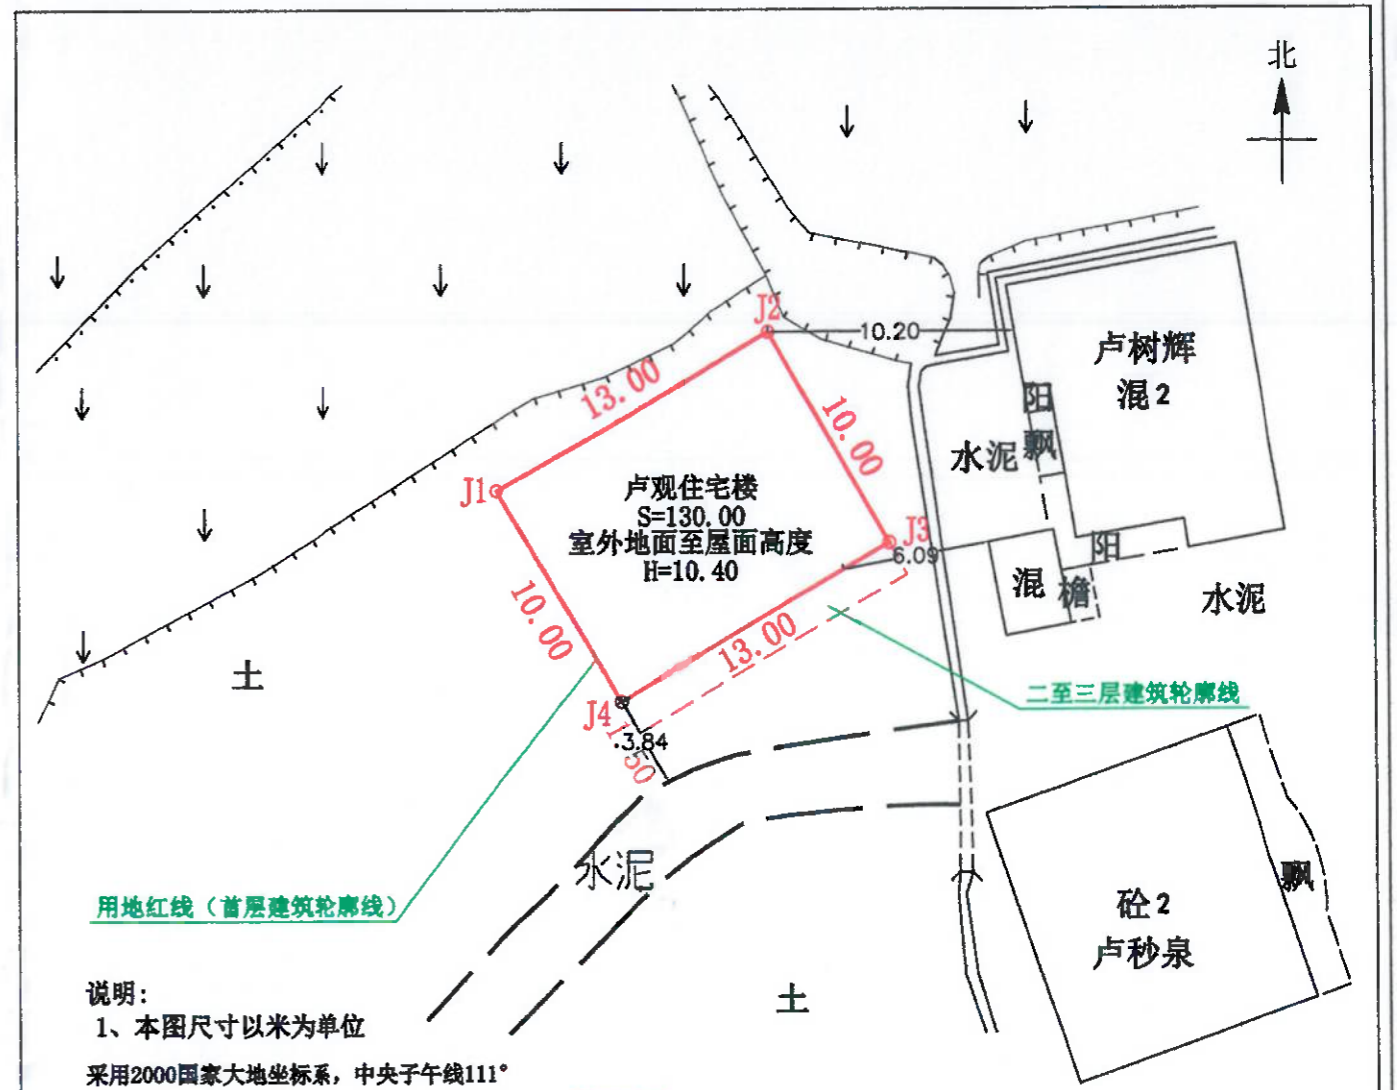 北
J2
10.20
卢树辉
混2
13.00
阳
飘
10.00
水泥
J1
卢观住宅楼
S=130.00
室外地面至屋面高度
H=10.40
J3
6.09
阳
混
檐
水泥
10.00
13.00
土
二至三层建筑轮廓线
J4
.3.84
1.50
水泥
用地红线（首层建筑轮廓线）
飘
砼2
卢秒泉
土
说明：
1、本图尺寸以米为单位
采用2000国家大地坐标系，中央子午线111°